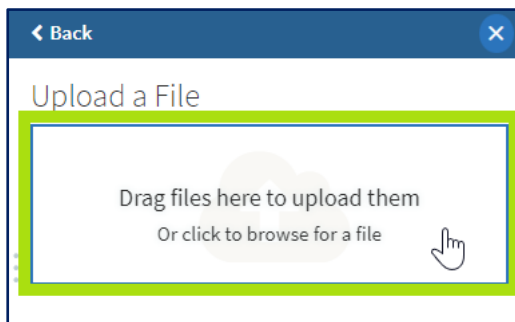 Back
Upload a File
Drag files here to upload them
Or click to browse for a file